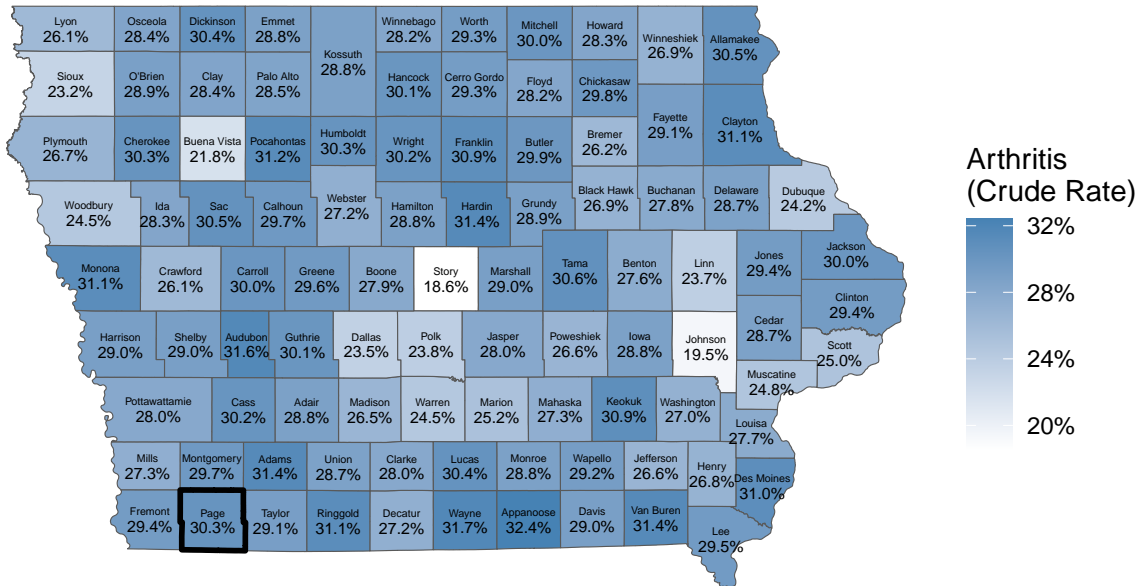 Lyon
26.1%
Osceola
28.4%
Dickinson
30.4%
Emmet
28.8%
Kossuth
28.8%
Winnebago
28.2%
Worth
29.3%
Mitchell
30.0%
Howard
28.3%
Winneshiek
26.9%
Allamakee
30.5%
Sioux
23.2%
O'Brien
28.9%
Clay
28.4%
Palo Alto
28.5%
Hancock
30.1%
Cerro Gordo
29.3%
Floyd
28.2%
Chickasaw
29.8%
Plymouth
26.7%
Cherokee
30.3%
Buena Vista
21.8%
Pocahontas
31.2%
Humboldt
30.3%
Wright
30.2%
Franklin
30.9%
Butler
29.9%
Bremer
26.2%
Fayette
29.1%
Clayton
31.1%
Woodbury
24.5%
Ida
28.3%
Sac
30.5%
Calhoun
29.7%
Webster
27.2%
Hamilton
28.8%
Hardin
31.4%
Grundy
28.9%
Black Hawk
26.9%
Buchanan
27.8%
Delaware
28.7%
Dubuque
24.2%
Monona
31.1%
Crawford
26.1%
Carroll
30.0%
Greene
29.6%
Boone
27.9%
Story
18.6%
Marshall
29.0%
Tama
30.6%
Benton
27.6%
Linn
23.7%
Jones
29.4%
Jackson
30.0%
Clinton
29.4%
Harrison
29.0%
Shelby
29.0%
Audubon
31.6%
Guthrie
30.1%
Dallas
23.5%
Polk
23.8%
Jasper
28.0%
Poweshiek
26.6%
Iowa
28.8%
Johnson
19.5%
Cedar
28.7%
Scott
25.0%
Muscatine
24.8%
Pottawattamie
28.0%
Cass
30.2%
Adair
28.8%
Madison
26.5%
Warren
24.5%
Marion
25.2%
Mahaska
27.3%
Keokuk
30.9%
Washington
27.0%
Louisa
27.7%
Mills
27.3%
Montgomery
29.7%
Adams
31.4%
Union
28.7%
Clarke
28.0%
Lucas
30.4%
Monroe
28.8%
Wapello
29.2%
Jefferson
26.6%
Henry
26.8%
Des Moines
31.0%
Fremont
29.4%
Page
30.3%
Taylor
29.1%
Ringgold
31.1%
Decatur
27.2%
Wayne
31.7%
Appanoose
32.4%
Davis
29.0%
Van Buren
31.4%
Lee
29.5%
Arthritis
(Crude Rate)
32%
28%
24%
20%